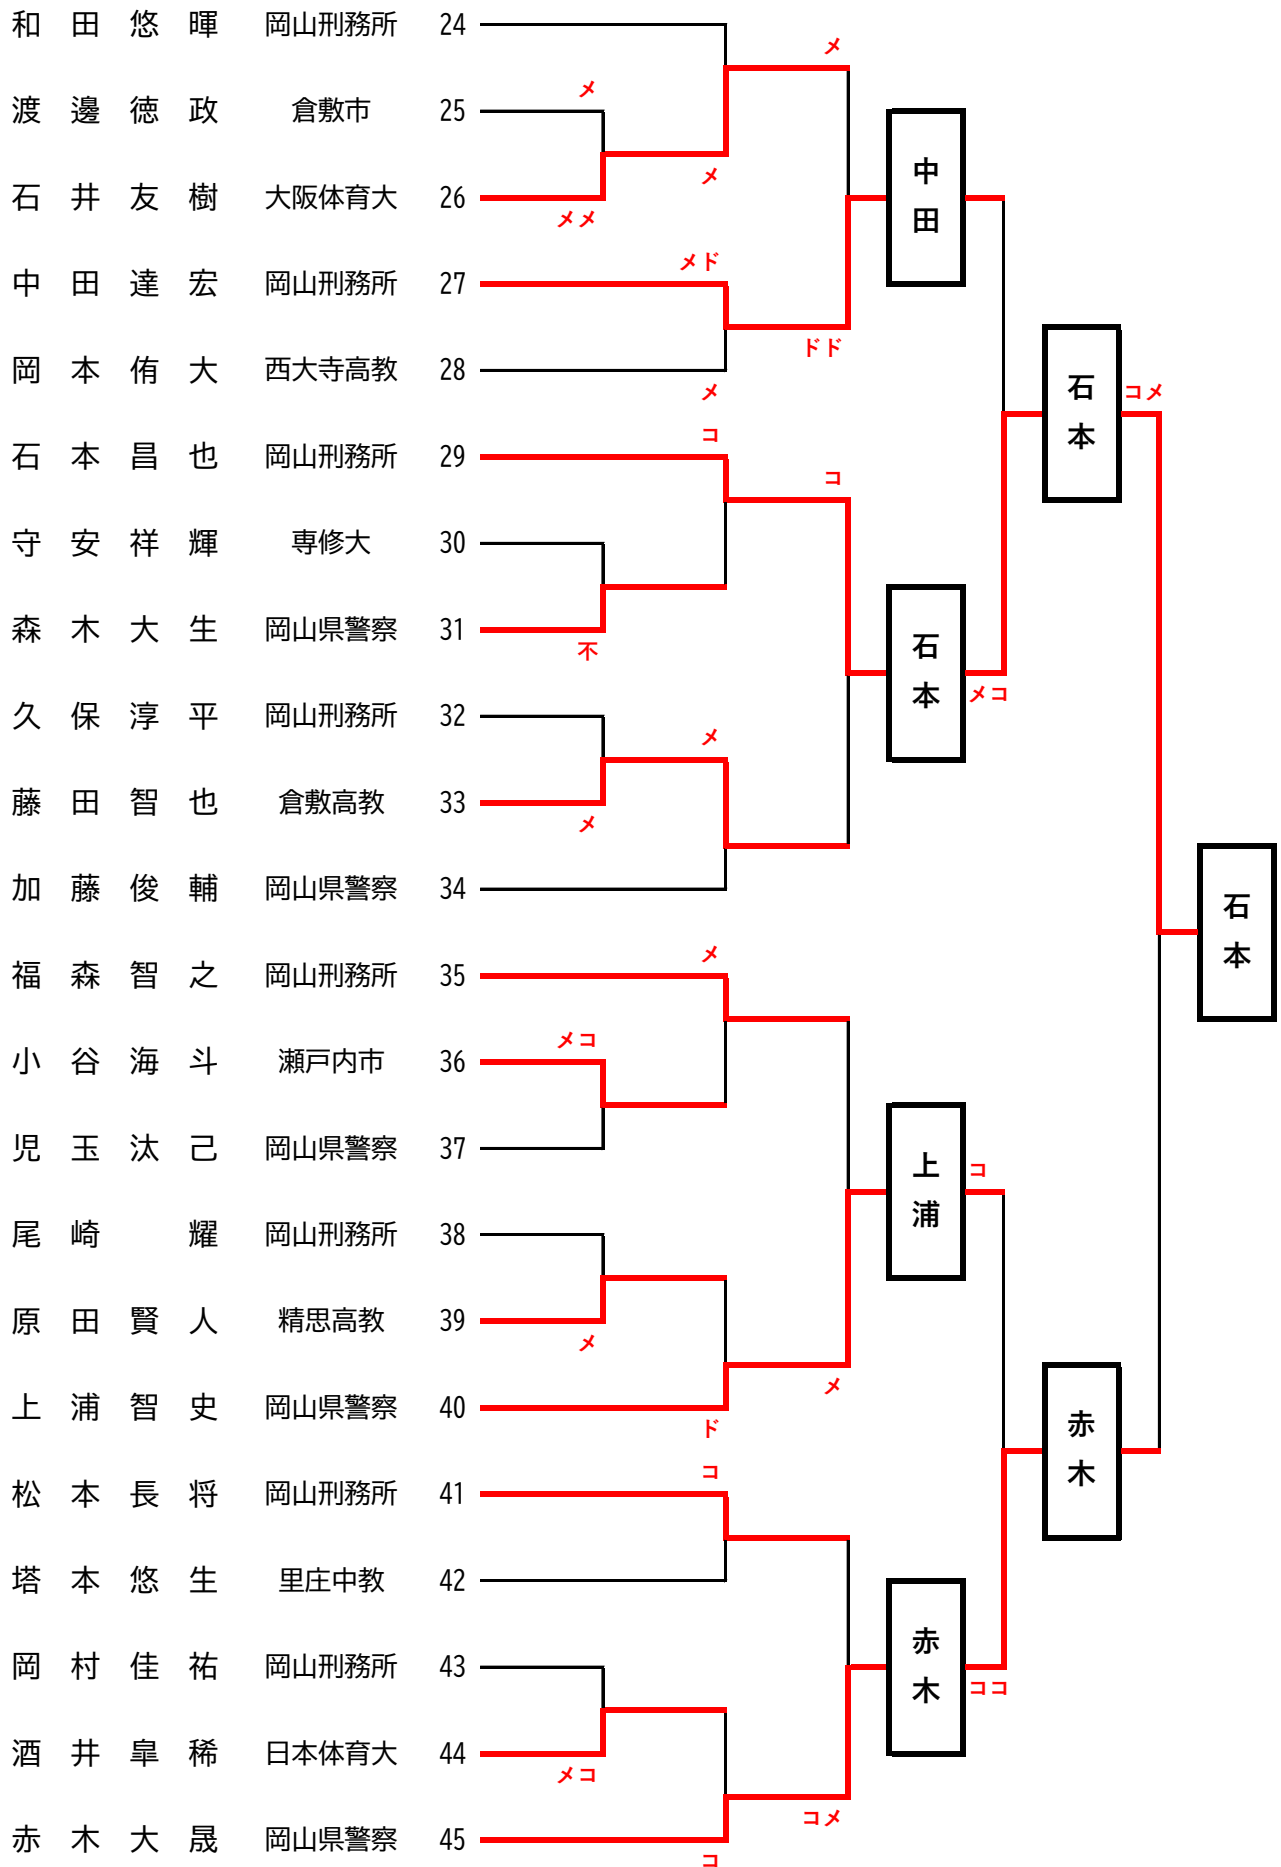 和田悠暉 岡山刑務所 24
メ
渡邊徳政 倉敷市 25
メ
メ
石井友樹 大阪体育大 26
メメ
中田
メド
中田達宏 岡山刑務所 27
ドド
岡本侑大 西大寺高教 28
メ
石本
コメ
コ
石本昌也 岡山刑務所 29
コ
守安祥輝 専修大 30
森木大生 岡山県警察 31
不
石本
メコ
久保淳平 岡山刑務所 32
メ
藤田智也 倉敷高教 33
メ
加藤俊輔 岡山県警察 34
石本
メ
福森智之 岡山刑務所 35
メコ
小谷海斗 瀬戸内市 36
児玉汰己 岡山県警察 37
上浦
コ
尾崎 耀 岡山刑務所 38
原田賢人 精思高教 39
メ
メ
上浦智史 岡山県警察 40
ド
赤木
コ
松本長将 岡山刑務所 41
塔本悠生 里庄中教 42
岡村佳祐 岡山刑務所 43
赤木
ココ
酒井皐稀 日本体育大 44
メコ
コメ
赤木大晟 岡山県警察 45
コ